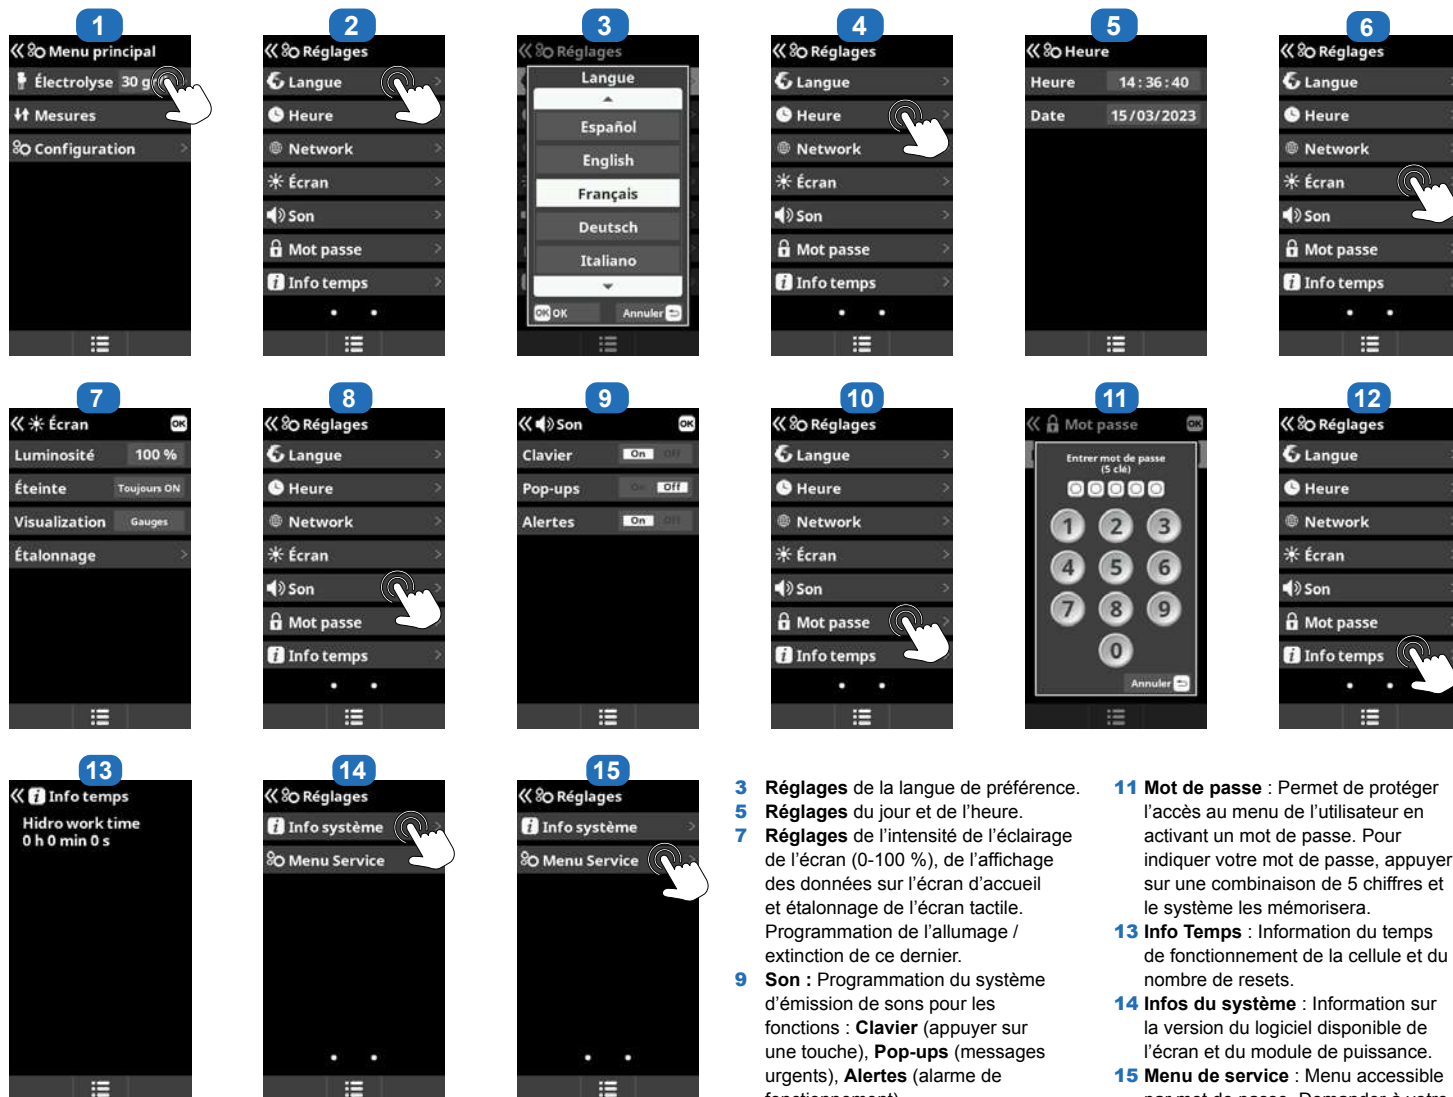 1
Menu principal
Électrolyse 30 gr
Mesures
Configuration
2
Réglages
Langue
Heure
Network
Écran
Son
Mot passe
Info temps
3
Réglages
Langue
Español
English
Français
Deutsch
Italiano
OK OK Annuler
4
Réglages
Langue
Heure
Network
Écran
Son
Mot passe
Info temps
5
Heure
Heure 14:36:40
Date 15/03/2023
6
Réglages
Langue
Heure
Network
Écran
Son
Mot passe
Info temps
7
Écran OK
Luminosité 100 %
Éteinte Toujours ON
Visualization Gauges
Étalonnage
8
Réglages
Langue
Heure
Network
Écran
Son
Mot passe
Info temps
9
Son OK
Clavier On Off
Pop-ups On Off
Alertes On Off
10
Réglages
Langue
Heure
Network
Écran
Son
Mot passe
Info temps
11
Mot passe OK
Entrer mot de passe
(5 clé)
1 2 3
4 5 6
7 8 9
0
Annuler
12
Réglages
Langue
Heure
Network
Écran
Son
Mot passe
Info temps
13
Info temps
Hidro work time
0 h 0 min 0 s
14
Réglages
Info système
Menu Service
15
Réglages
Info système
Menu Service
3 Réglages de la langue de préférence.
5 Réglages du jour et de l’heure.
7 Réglages de l’intensité de l’éclairage
de l’écran (0-100 %), de l’affichage
des données sur l’écran d’accueil
et étalonnage de l’écran tactile.
Programmation de l’allumage /
extinction de ce dernier.
9 Son : Programmation du système
d’émission de sons pour les
fonctions : Clavier (appuyer sur
une touche), Pop-ups (messages
urgents), Alertes (alarme de
fonctionnement)
11 Mot de passe : Permet de protéger
l’accès au menu de l’utilisateur en
activant un mot de passe. Pour
indiquer votre mot de passe, appuyer
sur une combinaison de 5 chiffres et
le système les mémorisera.
13 Info Temps : Information du temps
de fonctionnement de la cellule et du
nombre de resets.
14 Infos du système : Information sur
la version du logiciel disponible de
l’écran et du module de puissance.
15 Menu de service : Menu accessible
par mot de passe. Demander à votre